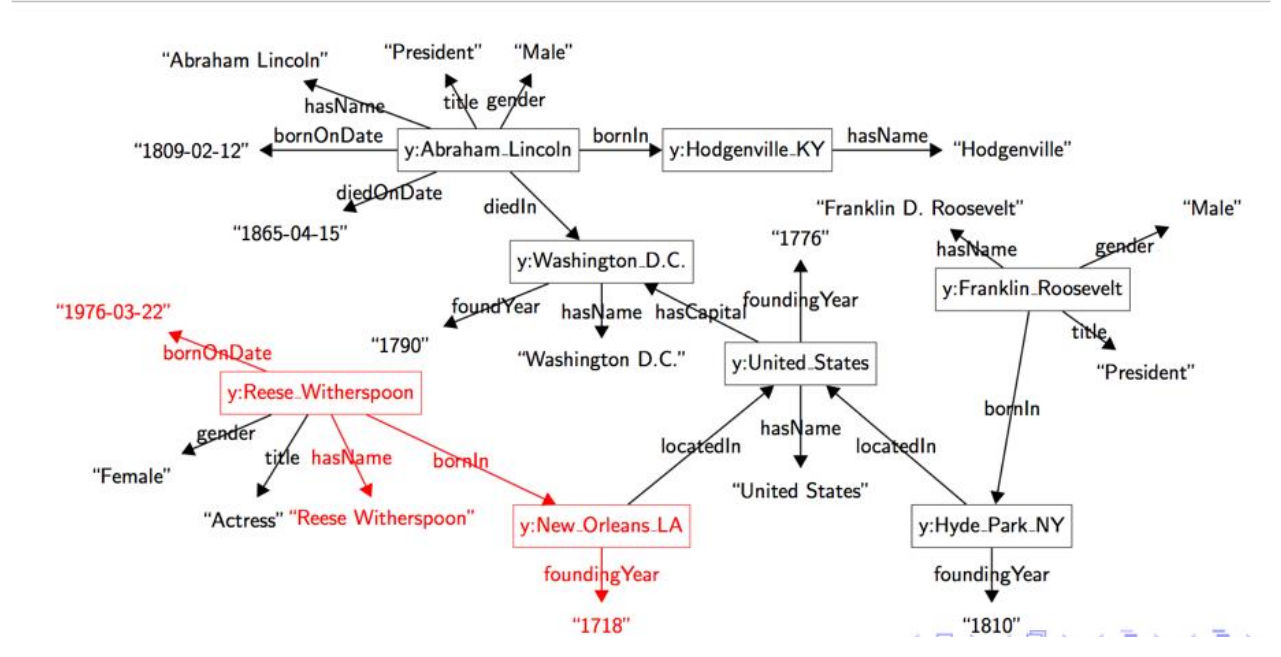 “Abraham Lincoln”
“President”
“Male”
hasName
title
gender
“1809-02-12”
bornOnDate
y:Abraham_Lincoln
bornIn
y:Hodgenville_KY
hasName
“Hodgenville”
diedOnDate
diedIn
“1865-04-15”
“Franklin D. Roosevelt”
“Male”
“1776”
hasName
gender
y:Washington_D.C.
y:Franklin_Roosevelt
“1976-03-22”
foundYear
hasName
hasCapital
foundingYear
title
“1790”
“Washington D.C.”
bornOnDate
y:United_States
“President”
y:Reese_Witherspoon
bornIn
gender
title
hasName
bornIn
locatedIn
hasName
locatedIn
“Female”
“United States”
“Actress”
“Reese Witherspoon”
y:New_Orleans_LA
y:Hyde_Park_NY
foundingYear
foundingYear
“1718”
“1810”